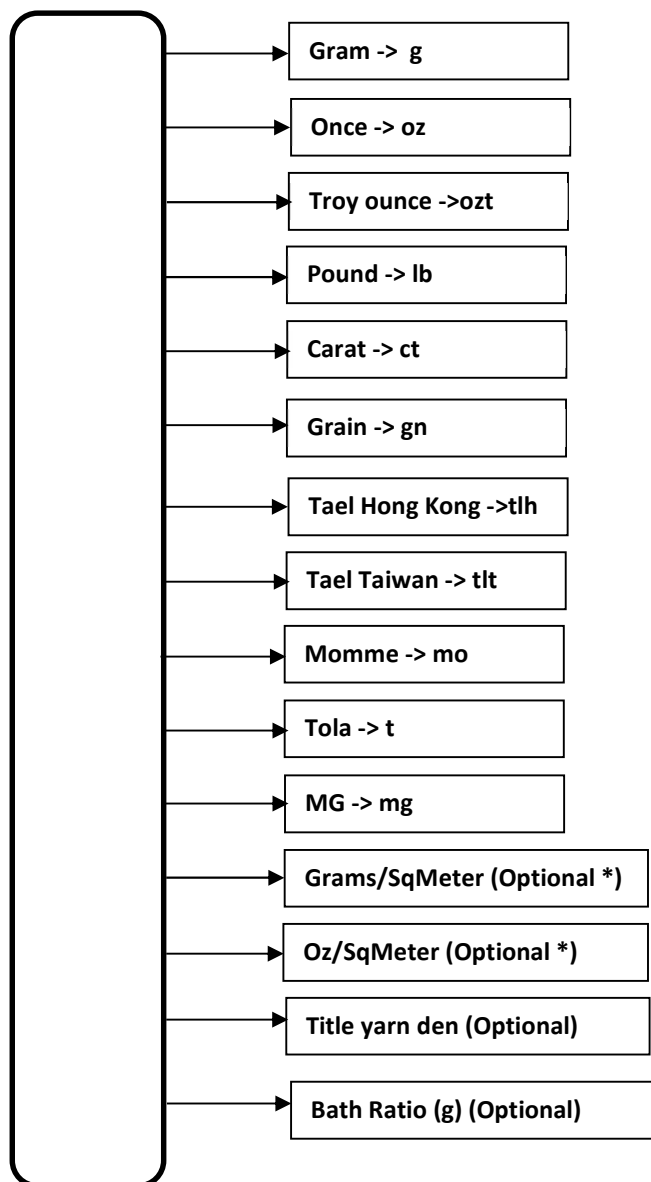 Gram -> g
Once -> oz
Troy ounce ->ozt
Pound -> lb
Carat -> ct
Grain -> gn
Tael Hong Kong ->tlh
Tael Taiwan -> tlt
Momme -> mo
Tola -> t
MG -> mg
Grams/SqMeter (Optional *)
Oz/SqMeter (Optional *)
Title yarn den (Optional)
Bath Ratio (g) (Optional)